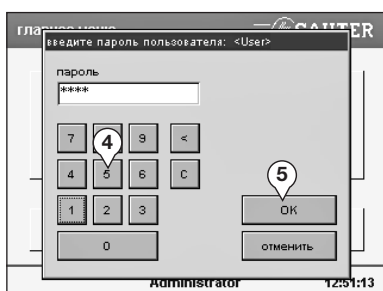 главное меню SAUTER
введите пароль пользователя: <User>
пароль
****
7 9 <
4
4 5 6 C
5
1 2 3 OK
0 отменить
Administrator 12:51:13